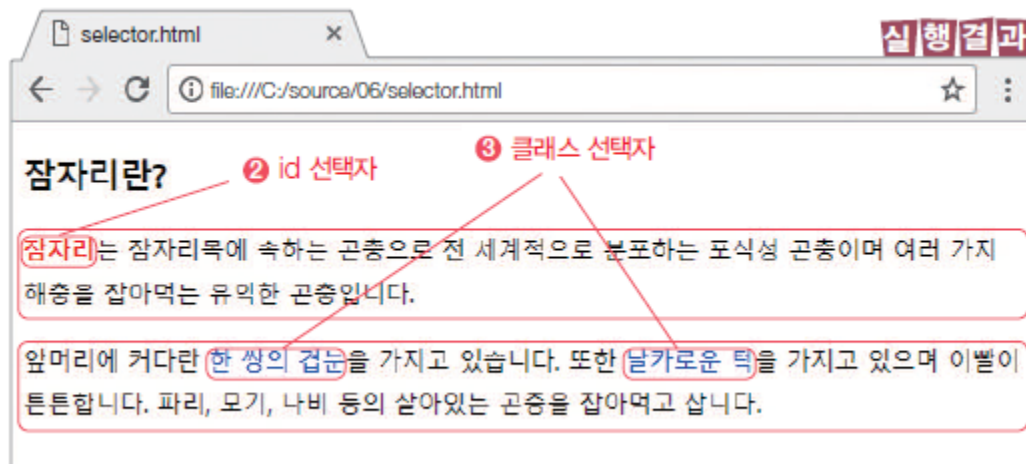 selector.html
실행결과
file:///C:/source/06/selector.html
❷ id 선택자
❸ 클래스 선택자
잠자리란?
잠자리는 잠자리목에 속하는 곤충으로 전 세계적으로 분포하는 포식성 곤충이며 여러 가지
해충을 잡아먹는 유익한 곤충입니다.
앞머리에 커다란 한 쌍의 겹눈을 가지고 있습니다. 또한 날카로운 턱을 가지고 있으며 이빨이
튼튼합니다. 파리, 모기, 나비 등의 살아있는 곤충을 잡아먹고 삽니다.